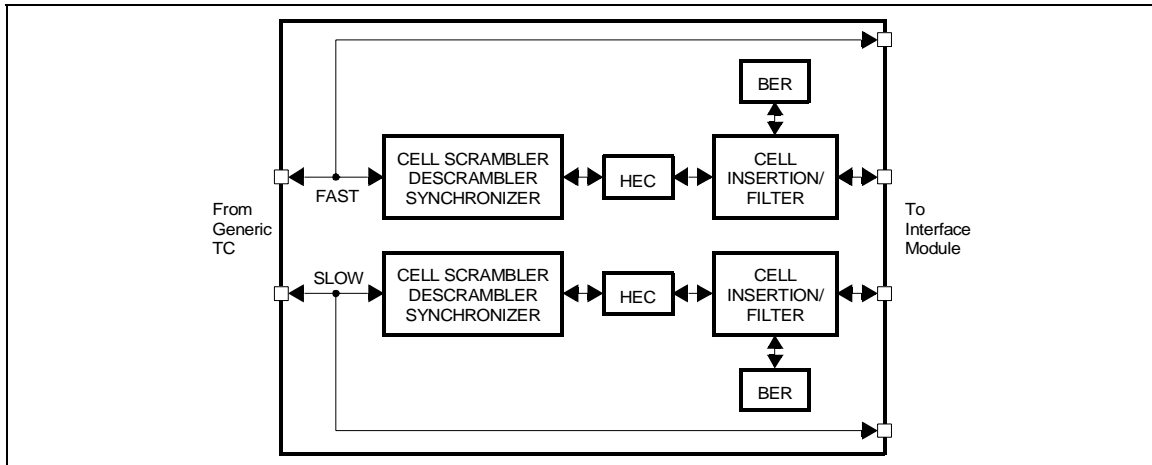 BER
CELL SCRAMBLER
DESCRAMBLER
SYNCHRONIZER
HEC
CELL
INSERTION/
FILTER
FAST
From
Generic
TC
To
Interface
Module
SLOW
CELL SCRAMBLER
DESCRAMBLER
SYNCHRONIZER
HEC
CELL
INSERTION/
FILTER
BER